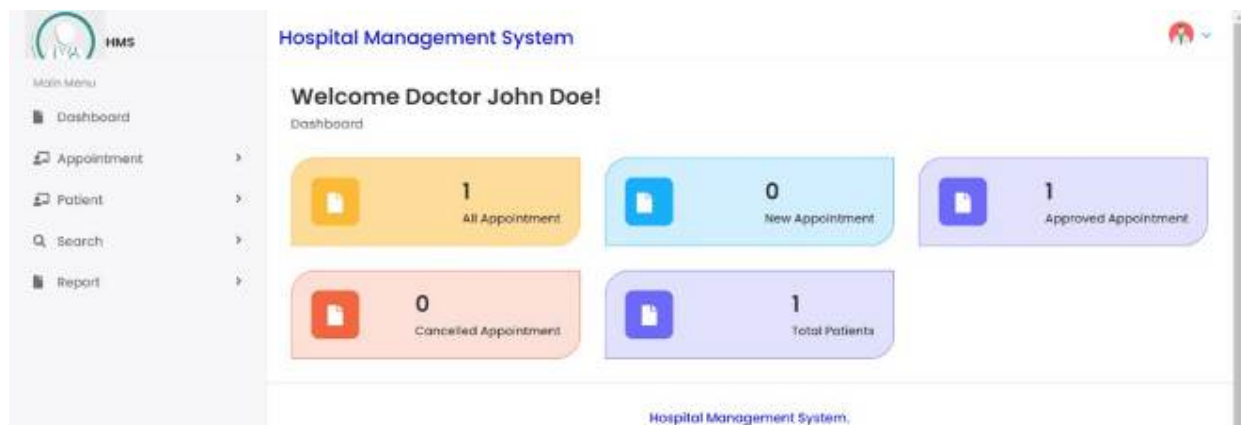 HMS
Hospital Management System
Main Menu
Dashboard
Appointment
Patient
Search
Report
Welcome Doctor John Doe!
Dashboard
1
All Appointment
0
New Appointment
1
Approved Appointment
0
Cancelled Appointment
1
Total Patients
Hospital Management System.